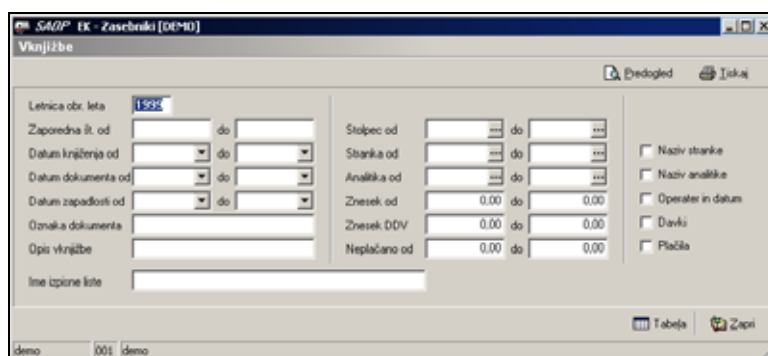 SAOP EK - Zasebniki [DEMO]
Vknjižbe
Predogled Tiskaj
Letnica obr. leta 1999
Zaporedna št. od do Stolpec od do
Datum knjiženja od do Stranka od do Naziv stranke
Datum dokumenta od do Analitika od do Naziv analitike
Datum zapadlosti od do Znesek od 0,00 do 0,00 Operater in datum
Oznaka dokumenta Znesek DDV 0,00 do 0,00 Davki
Opis vknjižbe Neplačano od 0,00 do 0,00 Plačila
Ime izpisne liste
Tabela Zapri
demo 001 demo